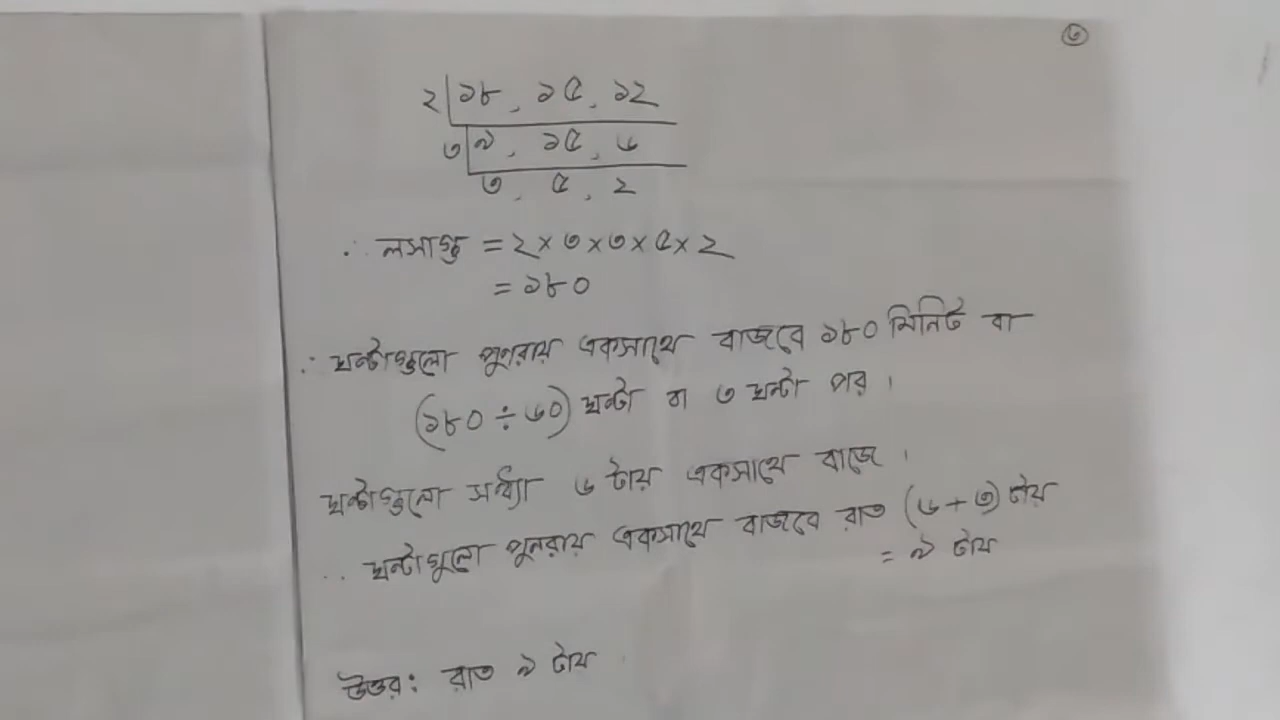 ৩
২ | ১৮, ১৫, ১২
৩ | ৯, ১৫, ৬
৩, ৫, ২
∴ লসাগু = ২ × ৩ × ৩ × ৫ × ২
= ১৮০
∴ ঘন্টাগুলো পুণরায় একসাথে বাজবে ১৮০ মিনিট বা
(১৮০ ÷ ৬০) ঘন্টা বা ৩ ঘন্টা পর।
ঘন্টাগুলো সন্ধ্যা ৬ টায় একসাথে বাজে।
∴ ঘন্টাগুলো পুনরায় একসাথে বাজবে রাত (৬ + ৩) টায়
= ৯ টায়
উত্তর: রাত ৯ টায়